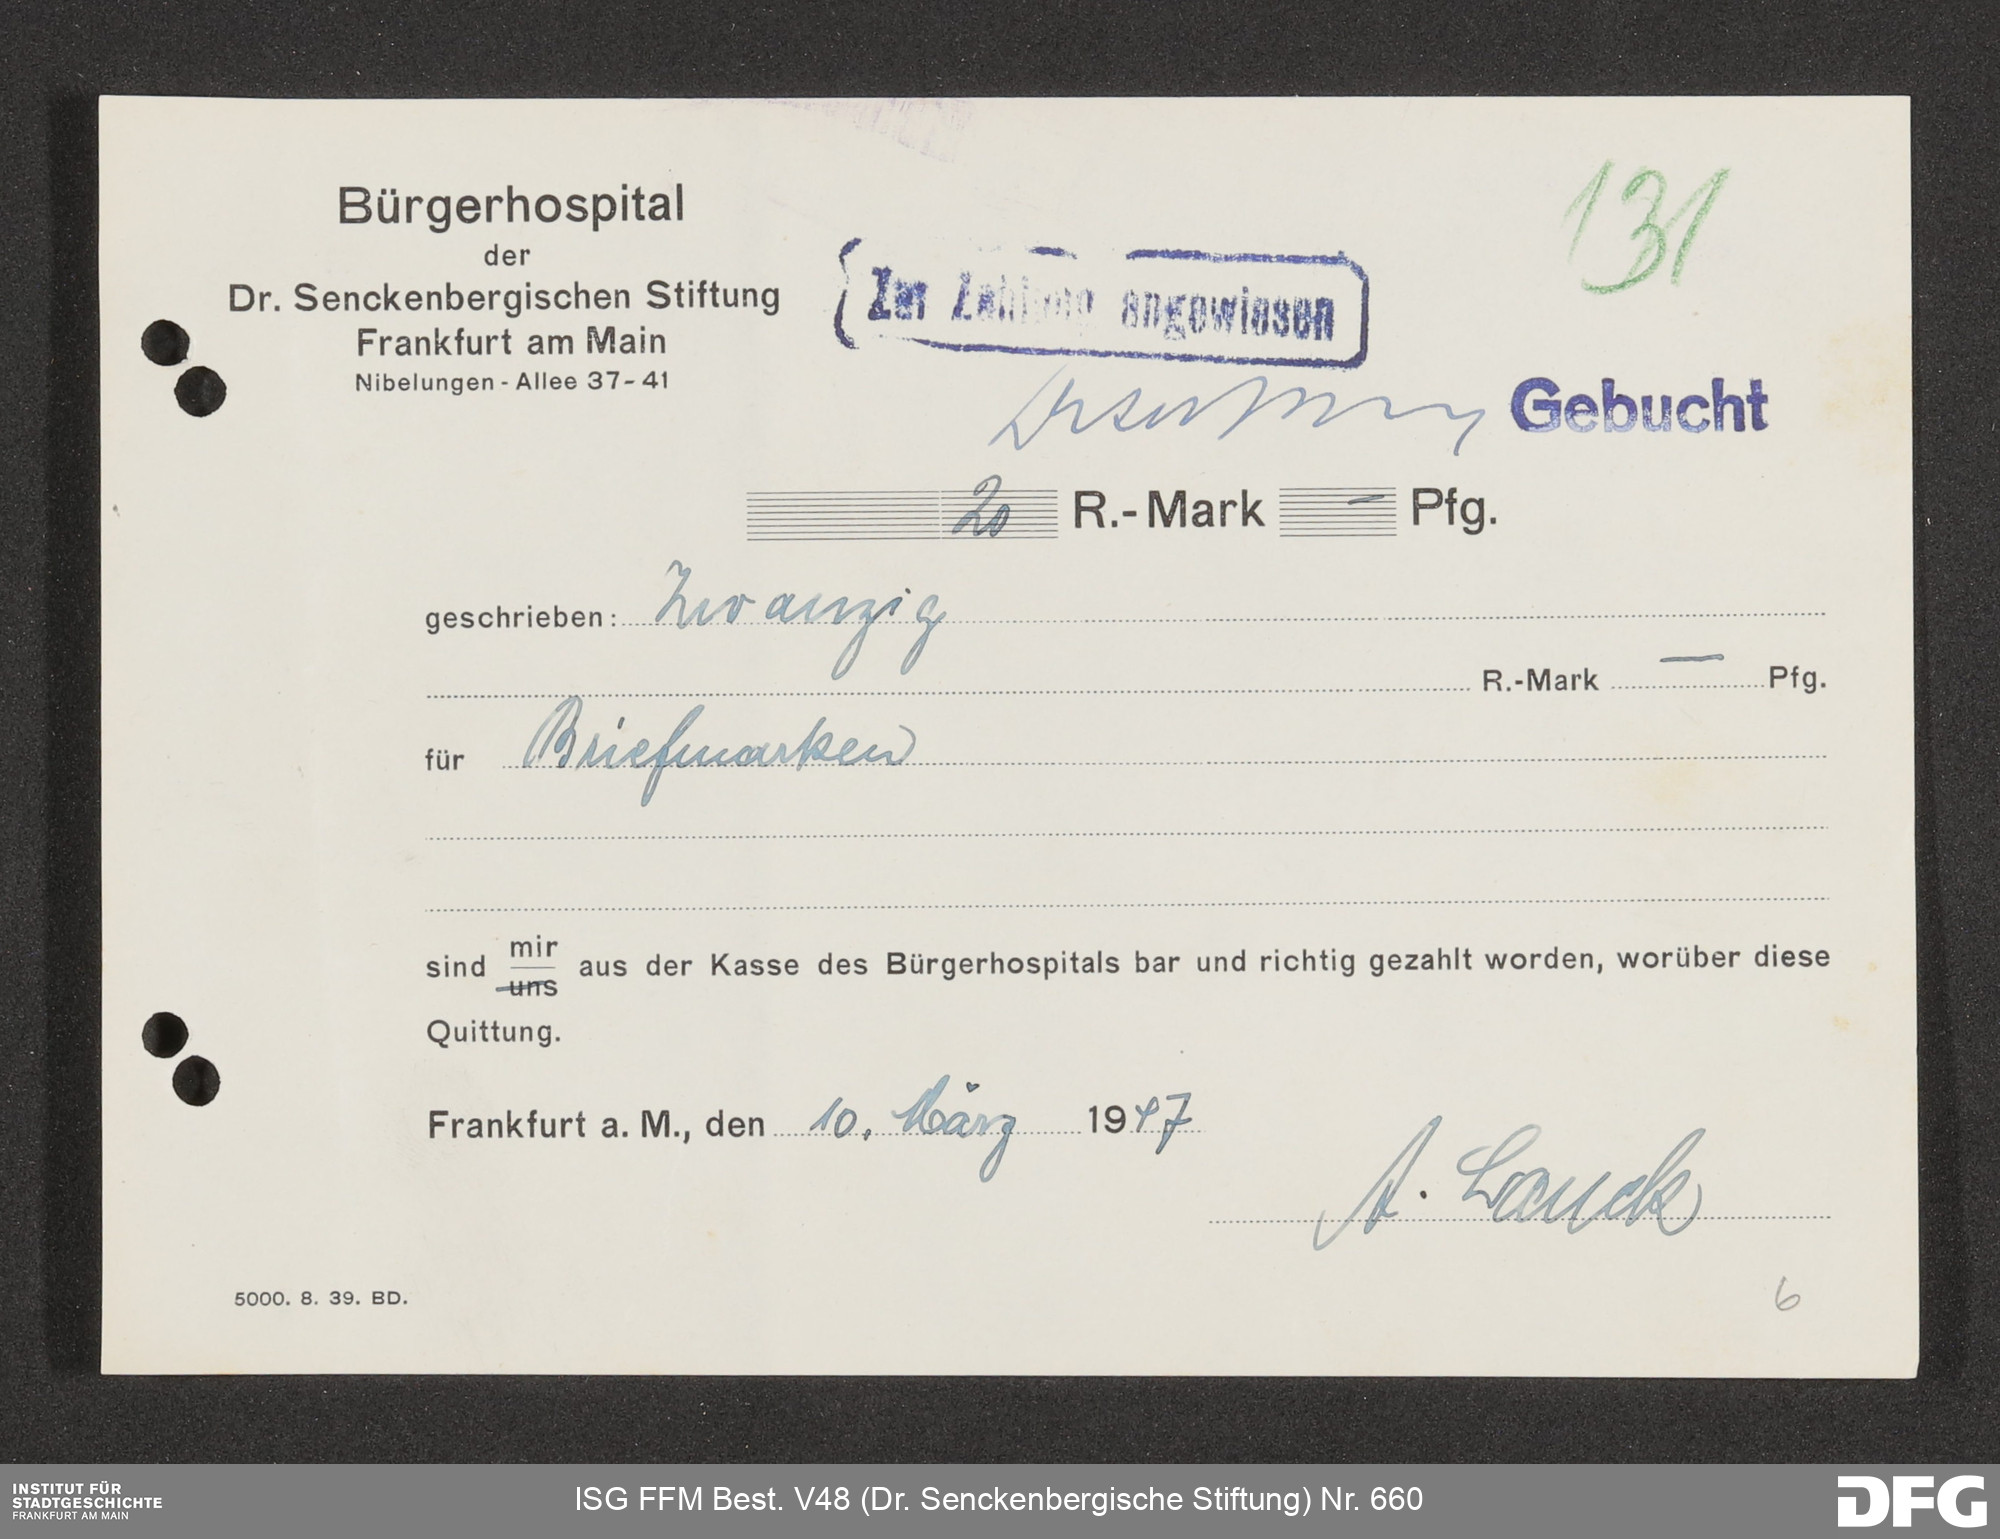 Bürgerhospital
der
Dr. Senckenbergischen Stiftung
Frankfurt am Main
Nibelungen-Allee 37-41
131
Zur Zahlung angewiesen
Gebucht
20 R.-Mark – Pfg.
geschrieben: Zwanzig
R.-Mark — Pfg.
für Briefmarken
sind mir
uns aus der Kasse des Bürgerhospitals bar und richtig gezahlt worden, worüber diese
Quittung.
Frankfurt a. M., den 10. März 1947
A. Lauck
5000. 8. 39. BD.
6
INSTITUT FÜR
STADTGESCHICHTE
FRANKFURT AM MAIN
ISG FFM Best. V48 (Dr. Senckenbergische Stiftung) Nr. 660
DFG